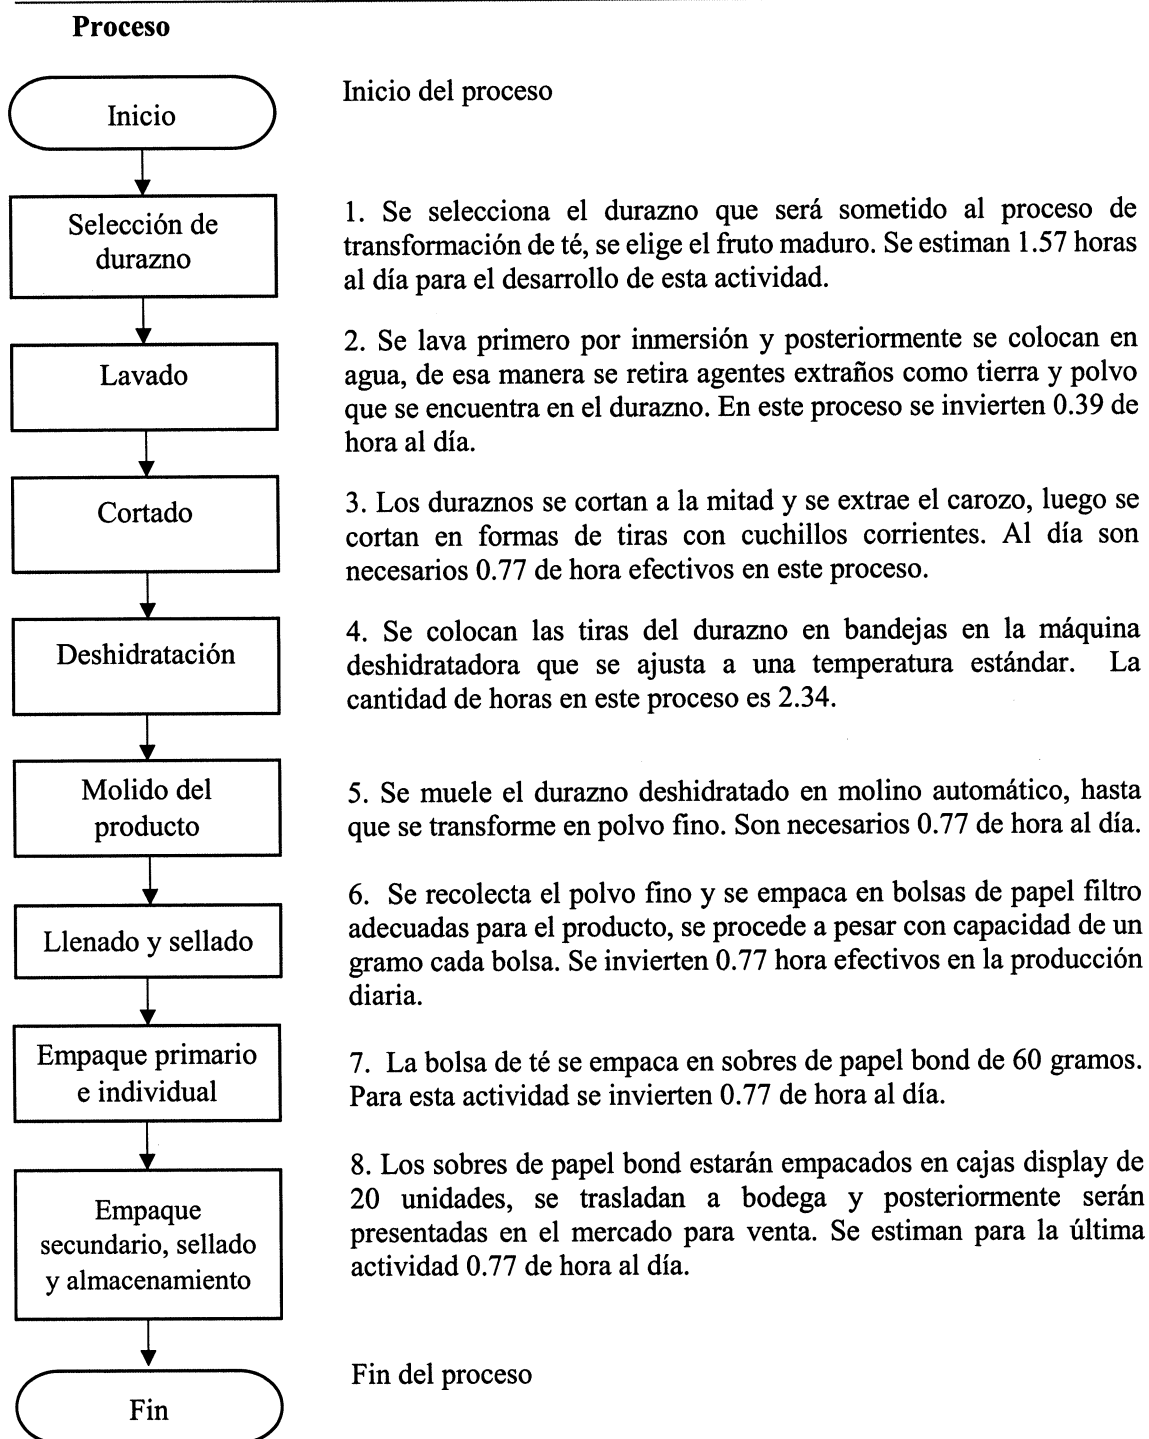 Proceso
Inicio
Inicio del proceso
Selección de
durazno
1. Se selecciona el durazno que será sometido al proceso de
transformación de té, se elige el fruto maduro. Se estiman 1.57 horas
al día para el desarrollo de esta actividad.
Lavado
2. Se lava primero por inmersión y posteriormente se colocan en
agua, de esa manera se retira agentes extraños como tierra y polvo
que se encuentra en el durazno. En este proceso se invierten 0.39 de
hora al día.
Cortado
3. Los duraznos se cortan a la mitad y se extrae el carozo, luego se
cortan en formas de tiras con cuchillos corrientes. Al día son
necesarios 0.77 de hora efectivos en este proceso.
Deshidratación
4. Se colocan las tiras del durazno en bandejas en la máquina
deshidratadora que se ajusta a una temperatura estándar. La
cantidad de horas en este proceso es 2.34.
Molido del
producto
5. Se muele el durazno deshidratado en molino automático, hasta
que se transforme en polvo fino. Son necesarios 0.77 de hora al día.
Llenado y sellado
6. Se recolecta el polvo fino y se empaca en bolsas de papel filtro
adecuadas para el producto, se procede a pesar con capacidad de un
gramo cada bolsa. Se invierten 0.77 hora efectivos en la producción
diaria.
Empaque primario
e individual
7. La bolsa de té se empaca en sobres de papel bond de 60 gramos.
Para esta actividad se invierten 0.77 de hora al día.
Empaque
secundario, sellado
y almacenamiento
8. Los sobres de papel bond estarán empacados en cajas display de
20 unidades, se trasladan a bodega y posteriormente serán
presentadas en el mercado para venta. Se estiman para la última
actividad 0.77 de hora al día.
Fin
Fin del proceso